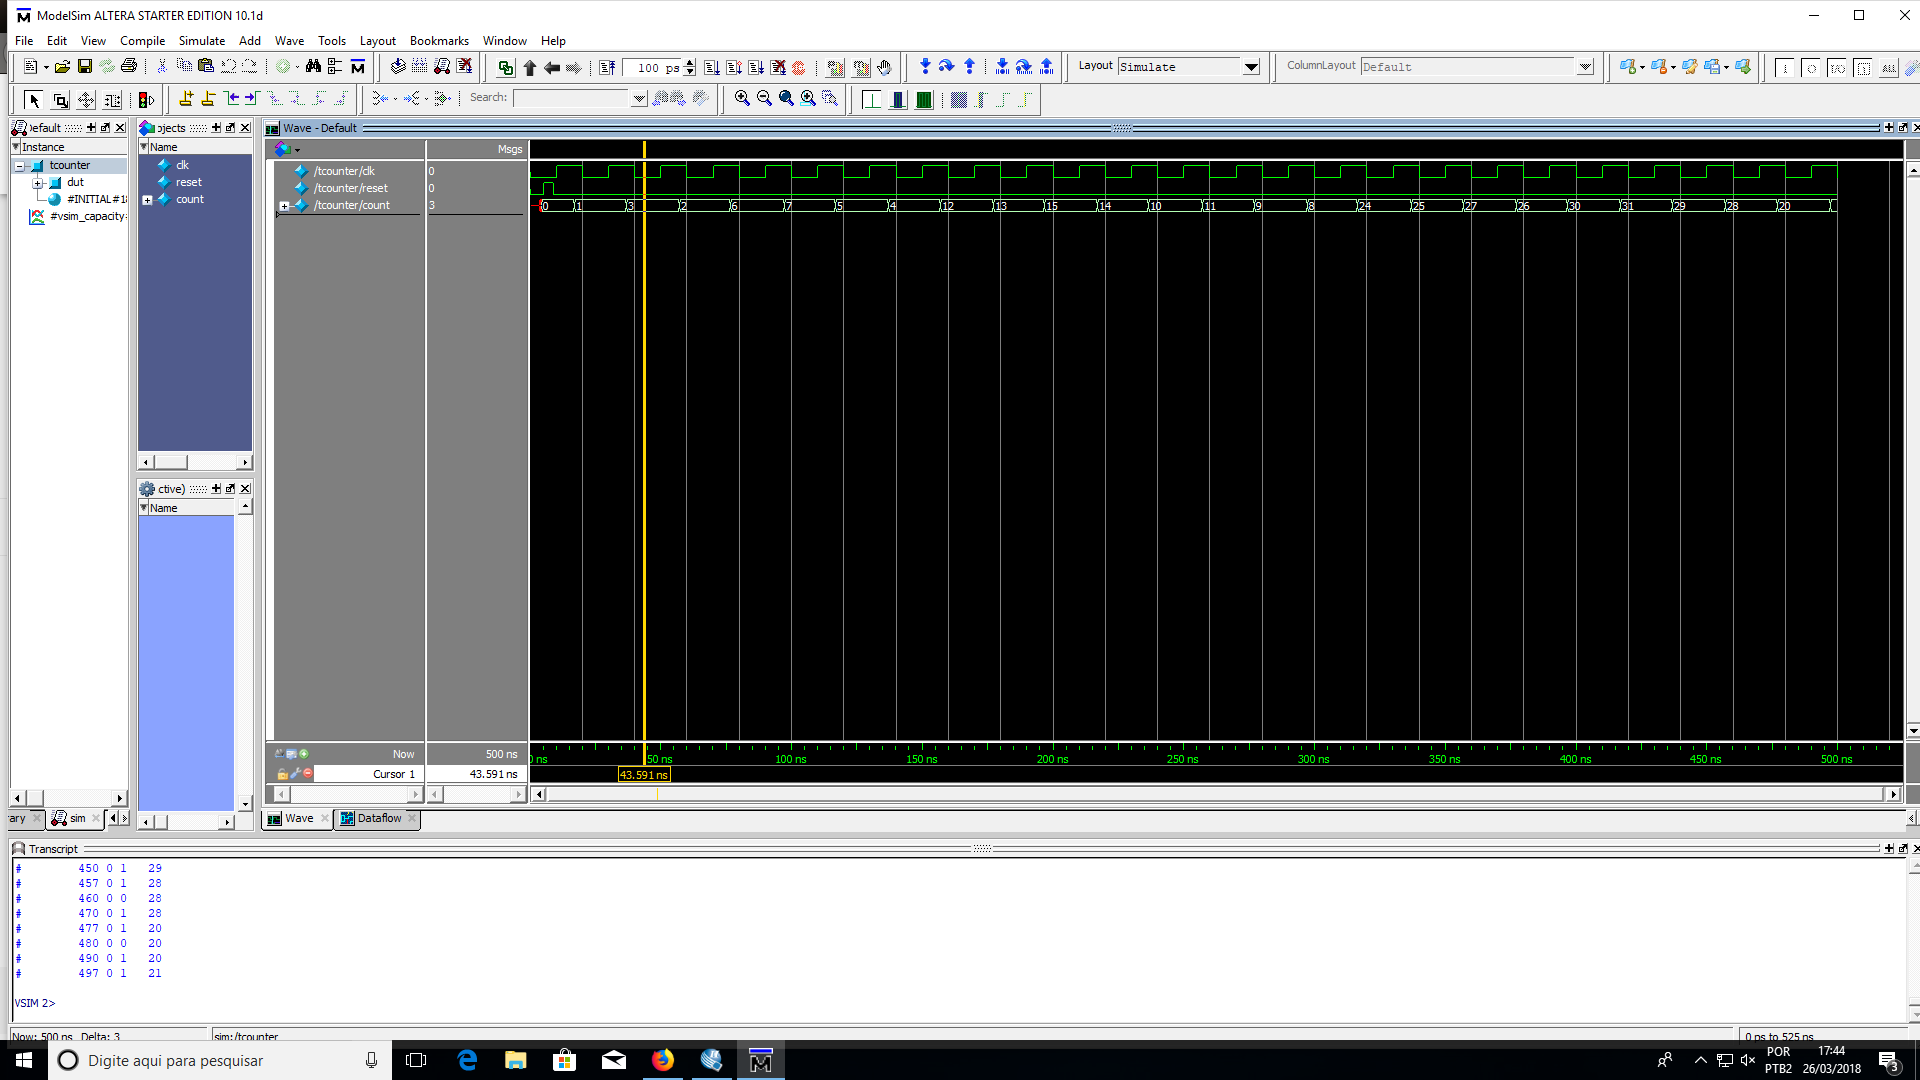 ModelSim ALTERA STARTER EDITION 10.1d
File Edit View Compile Simulate Add Wave Tools Layout Bookmarks Window Help
100 ps
Layout Simulate
ColumnLayout Default
Search:
Wave - Default
Instance
tcounter
dut
#INITIAL#18
#vsim_capacity
Name
clk
reset
count
ctive)
Name
Msgs
/tcounter/clk 0
/tcounter/reset 0
/tcounter/count 3
0 1 3 2 6 7 5 4 12 13 15 14 10 11 9 8 24 25 27 26 30 31 29 28 20
Now 500 ns
Cursor 1 43.591 ns
50 ns 100 ns 150 ns 200 ns 250 ns 300 ns 350 ns 400 ns 450 ns 500 ns
43.591 ns
rary sim
Wave Dataflow
Transcript
# 450 0 1 29
# 457 0 1 28
# 460 0 0 28
# 470 0 1 28
# 477 0 1 20
# 480 0 0 20
# 490 0 1 20
# 497 0 1 21
VSIM 2>
Now: 500 ns Delta: 3 sim:/tcounter 0 ps to 525 ns
Digite aqui para pesquisar
POR
PTB2
17:44
26/03/2018
3